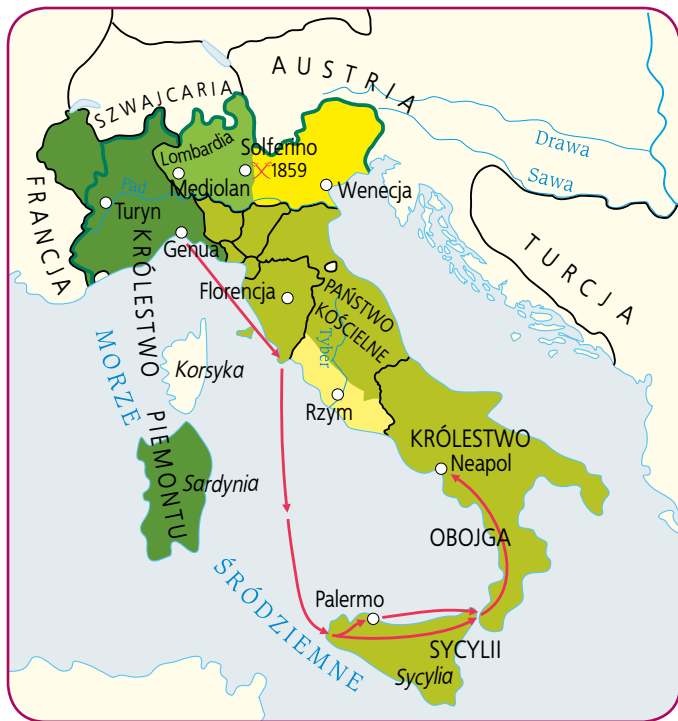 AUSTRIA
SZWAJCARIA
Lombardia
Solferino
1859
Mediolan
Wenecja
Drawa
Sawa
Pad
Turyn
Genua
FRANCJA
TURCJA
KRÓLESTWO PIEMONTU
Florencja
PAŃSTWO
KOŚCIELNE
Tyber
MORZE
Korsyka
Rzym
KRÓLESTWO
Neapol
Sardynia
OBOJGA
ŚRÓDZIEMNE
Palermo
SYCYLII
Sycylia